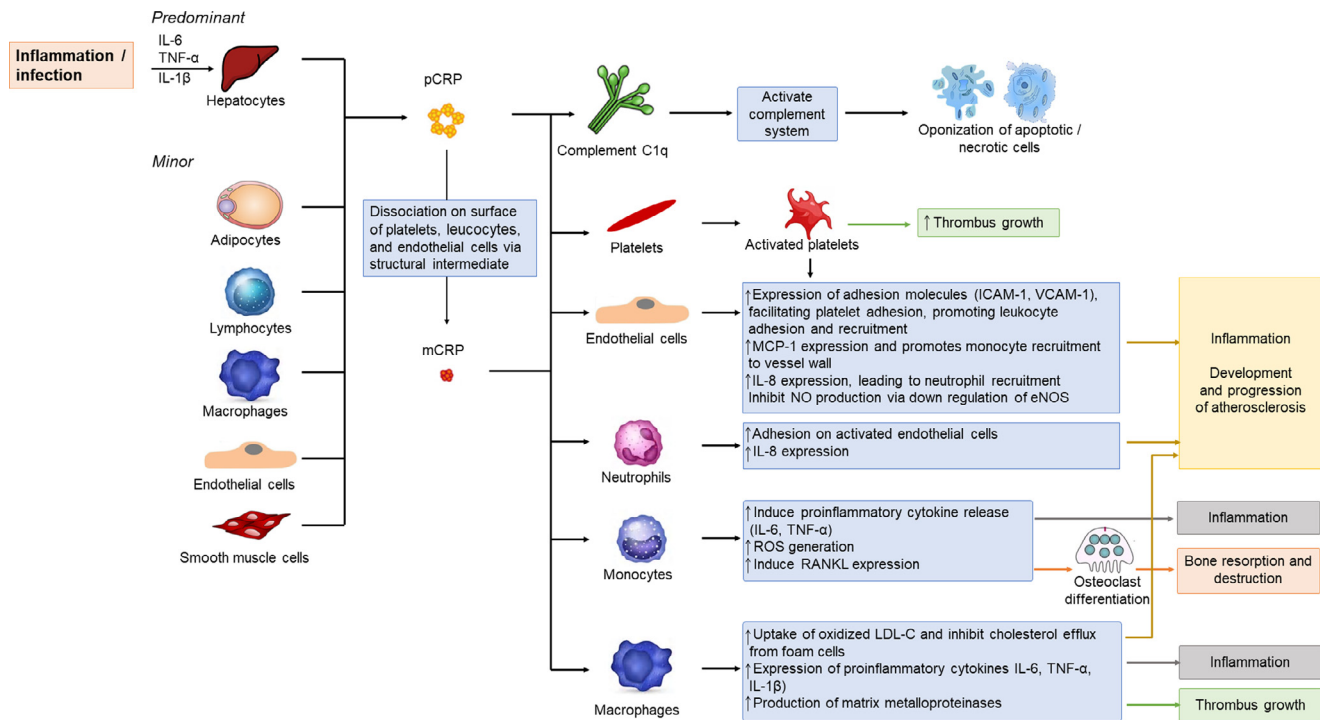 Predominant
Inflammation /
infection
IL-6
TNF-α
IL-1β
Hepatocytes
Minor
Adipocytes
Lymphocytes
Macrophages
Endothelial cells
Smooth muscle cells
pCRP
Dissociation on surface
of platelets, leucocytes,
and endothelial cells via
structural intermediate
mCRP
Complement C1q
Activate
complement
system
Oponization of apoptotic /
necrotic cells
Platelets
Activated platelets
↑ Thrombus growth
Endothelial cells
↑Expression of adhesion molecules (ICAM-1, VCAM-1),
facilitating platelet adhesion, promoting leukocyte
adhesion and recruitment
↑MCP-1 expression and promotes monocyte recruitment
to vessel wall
↑IL-8 expression, leading to neutrophil recruitment
Inhibit NO production via down regulation of eNOS
Inflammation
Development
and progression
of atherosclerosis
Neutrophils
↑Adhesion on activated endothelial cells
↑IL-8 expression
Monocytes
↑Induce proinflammatory cytokine release
(IL-6, TNF-α)
↑ROS generation
↑Induce RANKL expression
Inflammation
Osteoclast
differentiation
Bone resorption and
destruction
Macrophages
↑Uptake of oxidized LDL-C and inhibit cholesterol efflux
from foam cells
↑Expression of proinflammatory cytokines IL-6, TNF-α,
IL-1β)
↑Production of matrix metalloproteinases
Inflammation
Thrombus growth